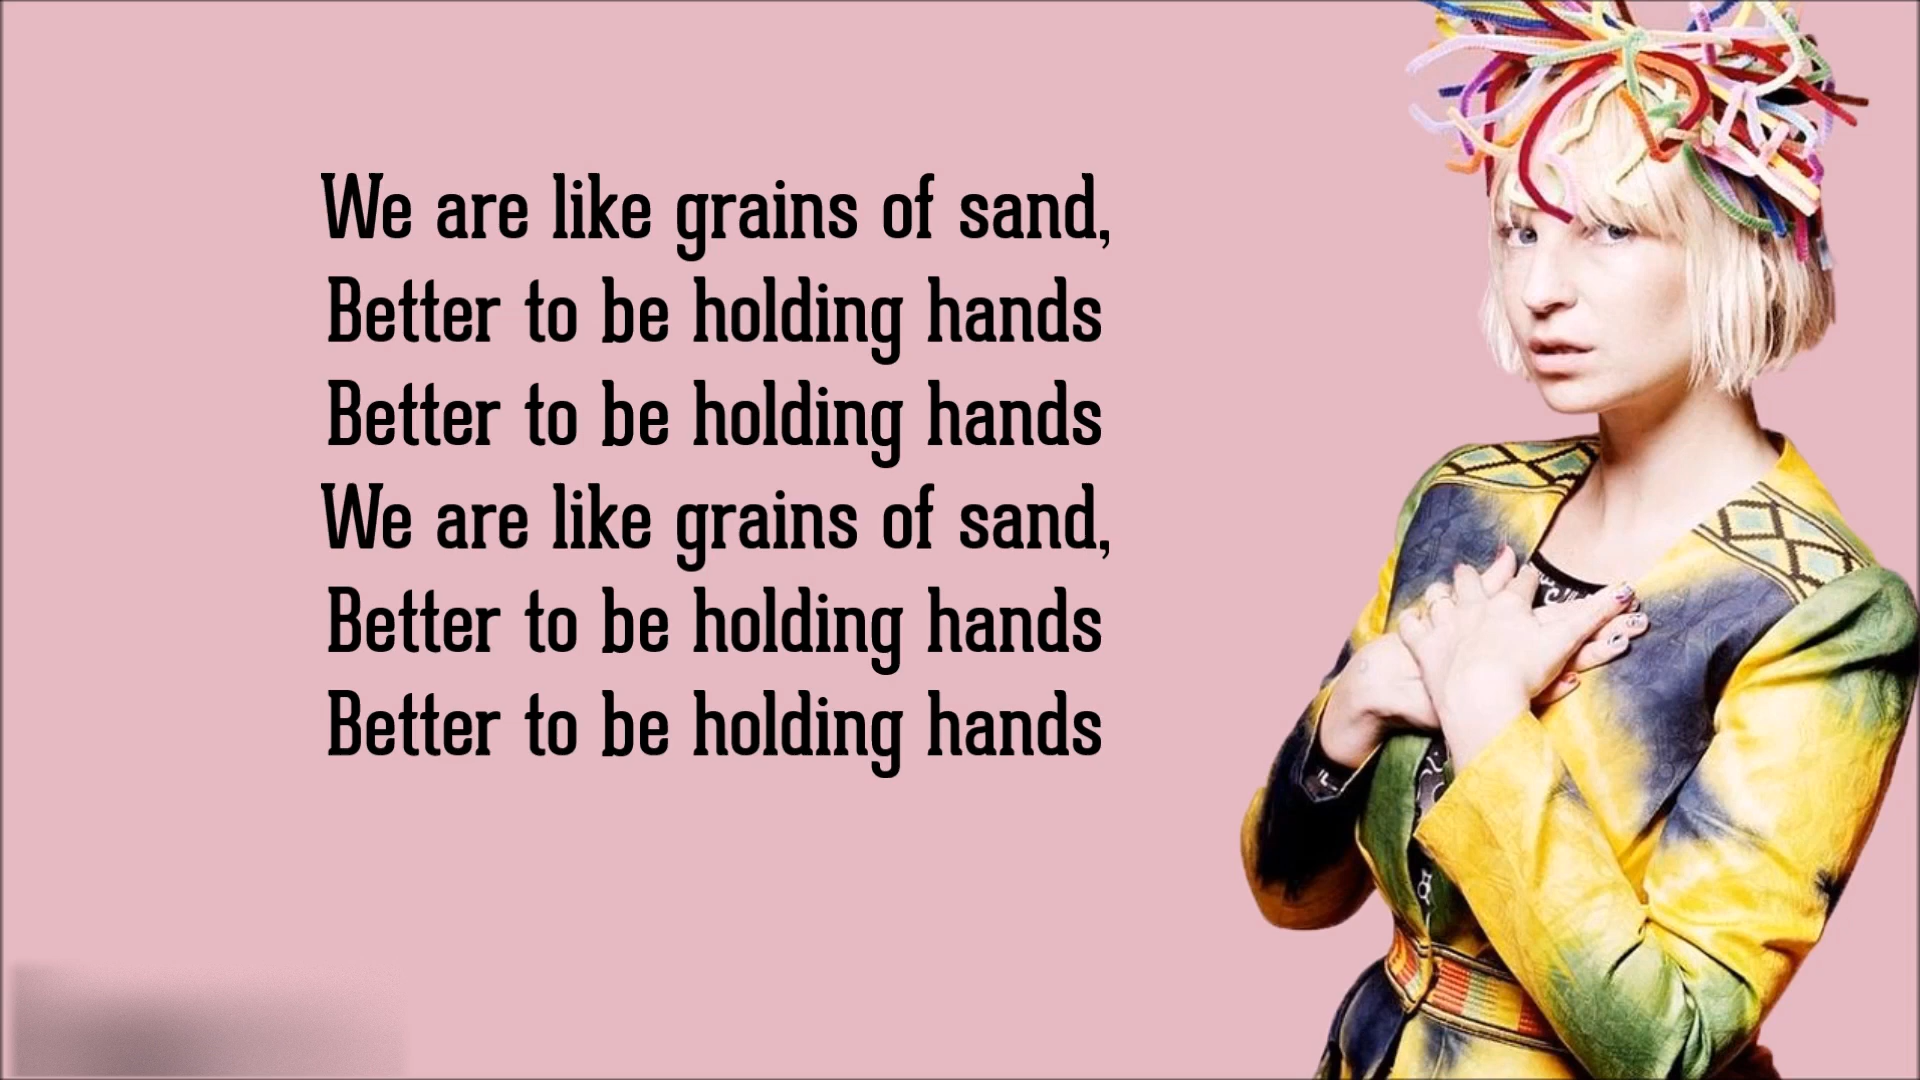 We are like grains of sand,
Better to be holding hands
Better to be holding hands
We are like grains of sand,
Better to be holding hands
Better to be holding hands